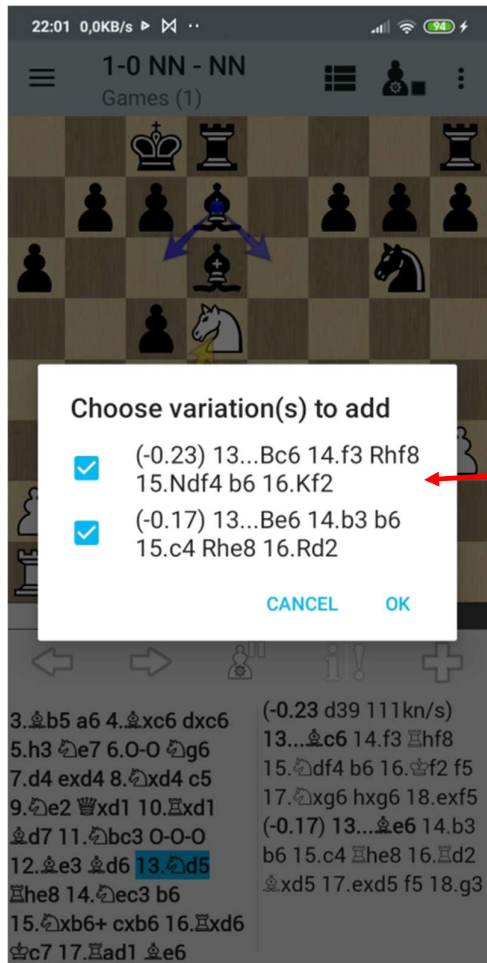 22:01 0,0KB/s
94
1-0 NN - NN
Games (1)
Choose variation(s) to add
(-0.23) 13...Bc6 14.f3 Rhf8
15.Ndf4 b6 16.Kf2
(-0.17) 13...Be6 14.b3 b6
15.c4 Rhe8 16.Rd2
CANCEL OK
3.♗b5 a6 4.♗xc6 dxc6
5.h3 ♘e7 6.O-O ♘g6
7.d4 exd4 8.♘xd4 c5
9.♘e2 ♕xd1 10.♖xd1
♗d7 11.♘bc3 O-O-O
12.♗e3 ♗d6 13.♘d5
♖he8 14.♘ec3 b6
15.♘xb6+ cxb6 16.♖xd6
♔c7 17.♖ad1 ♗e6
(-0.23 d39 111kn/s)
13...♗c6 14.f3 ♖hf8
15.♘df4 b6 16.♔f2 f5
17.♘xg6 hxg6 18.exf5
(-0.17) 13...♗e6 14.b3
b6 15.c4 ♖he8 16.♖d2
♗xd5 17.exd5 f5 18.g3